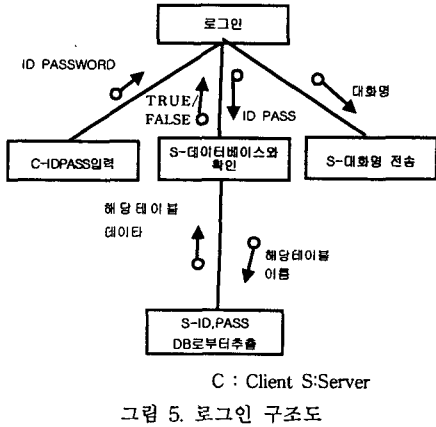 로그인
ID PASSWORD
TRUE/
FALSE
ID PASS
대화명
C-IDPASS입력
S-데이터베이스와
확인
S-대화명 전송
해당테이블
데이타
해당테이블
이름
S-ID,PASS
DB로부터추출
C : Client S:Server
그림 5. 로그인 구조도